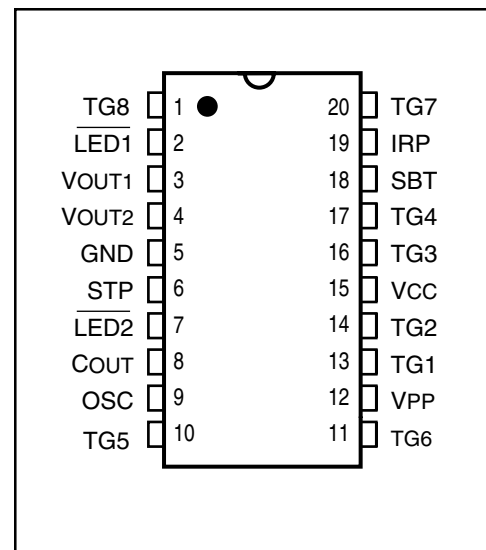 TG8 1 20 TG7
LED1 2 19 IRP
VOUT1 3 18 SBT
VOUT2 4 17 TG4
GND 5 16 TG3
STP 6 15 VCC
LED2 7 14 TG2
COUT 8 13 TG1
OSC 9 12 VPP
TG5 10 11 TG6